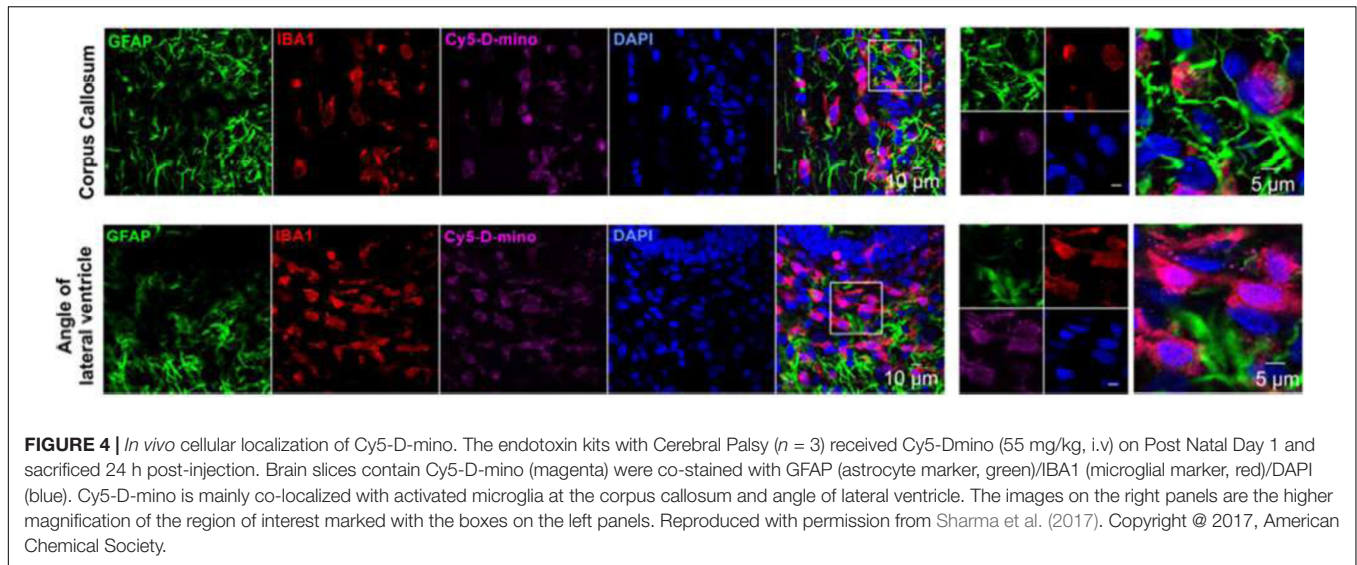 GFAP IBA1 Cy5-D-mino DAPI
Corpus Callosum
10 µm
5 µm
GFAP IBA1 Cy5-D-mino DAPI
Angle of
lateral ventricle
10 µm
5 µm
FIGURE 4 | In vivo cellular localization of Cy5-D-mino. The endotoxin kits with Cerebral Palsy (n = 3) received Cy5-Dmino (55 mg/kg, i.v) on Post Natal Day 1 and
sacrificed 24 h post-injection. Brain slices contain Cy5-D-mino (magenta) were co-stained with GFAP (astrocyte marker, green)/IBA1 (microglial marker, red)/DAPI
(blue). Cy5-D-mino is mainly co-localized with activated microglia at the corpus callosum and angle of lateral ventricle. The images on the right panels are the higher
magnification of the region of interest marked with the boxes on the left panels. Reproduced with permission from Sharma et al. (2017). Copyright @ 2017, American
Chemical Society.